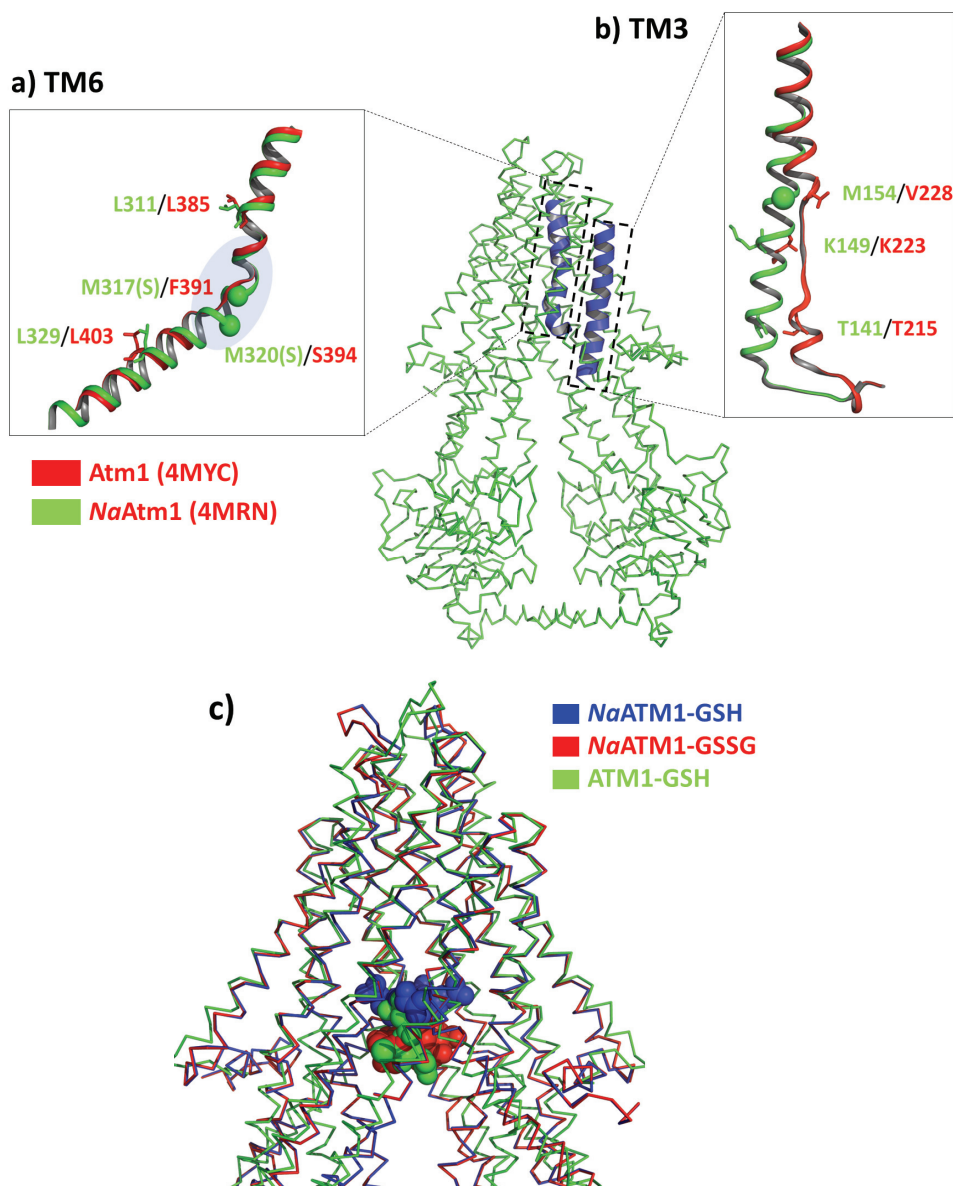 b) TM3
a) TM6
L311/L385
M317(S)/F391
L329/L403
M320(S)/S394
M154/V228
K149/K223
T141/T215
Atm1 (4MYC)
NaAtm1 (4MRN)
c)
NaATM1-GSH
NaATM1-GSSG
ATM1-GSH